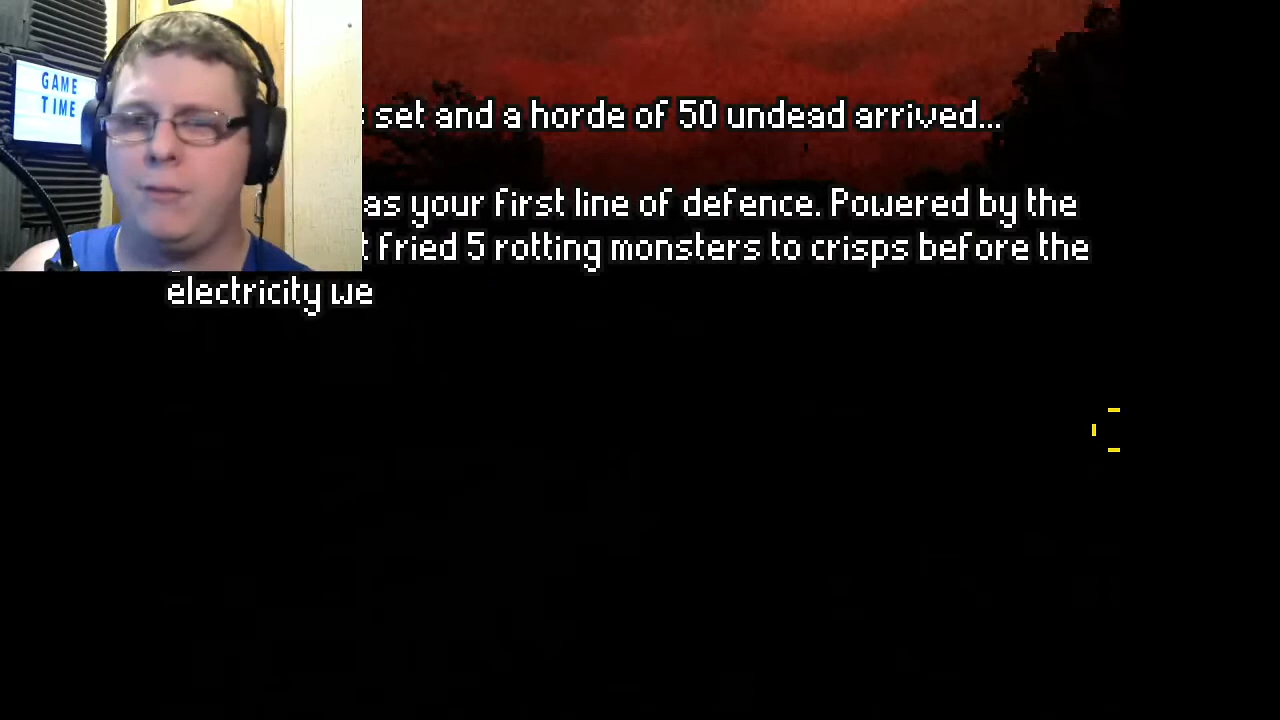 GAME
TIME
set and a horde of 50 undead arrived...
as your first line of defence. Powered by the
fried 5 rotting monsters to crisps before the
electricity we